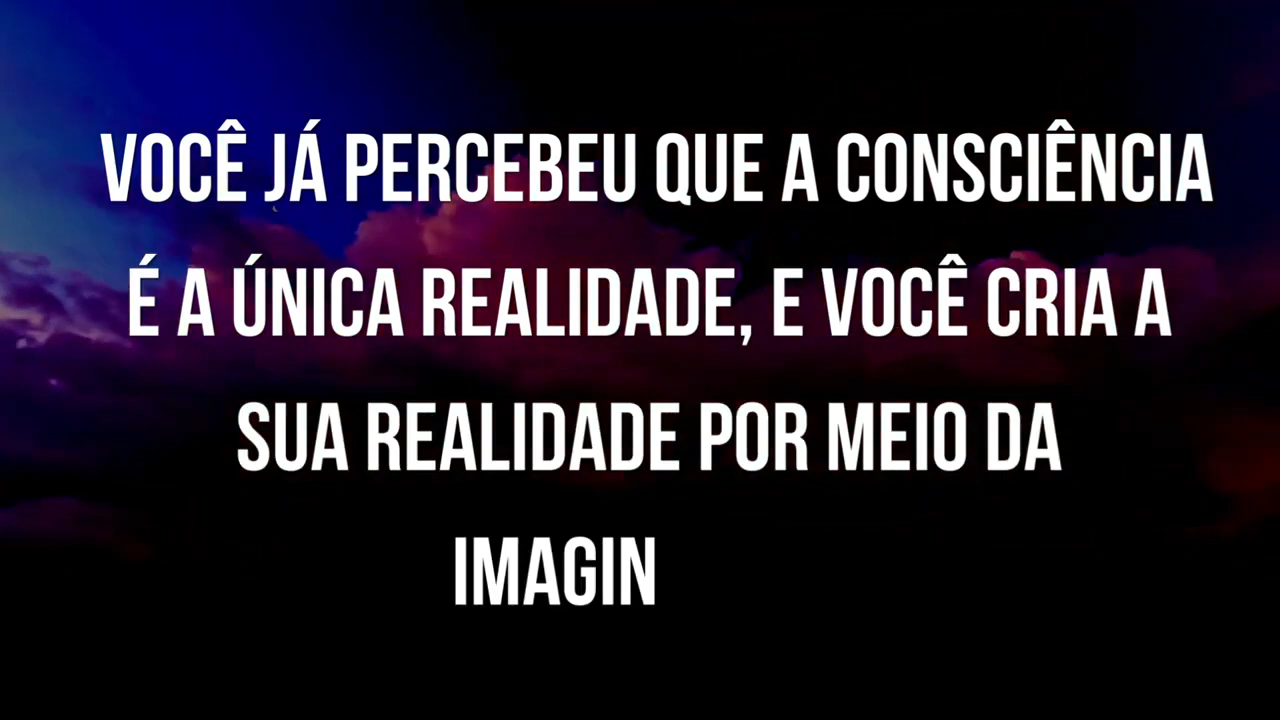 VOCÊ JÁ PERCEBEU QUE A CONSCIÊNCIA
É A ÚNICA REALIDADE, E VOCÊ CRIA A
SUA REALIDADE POR MEIO DA
IMAGIN